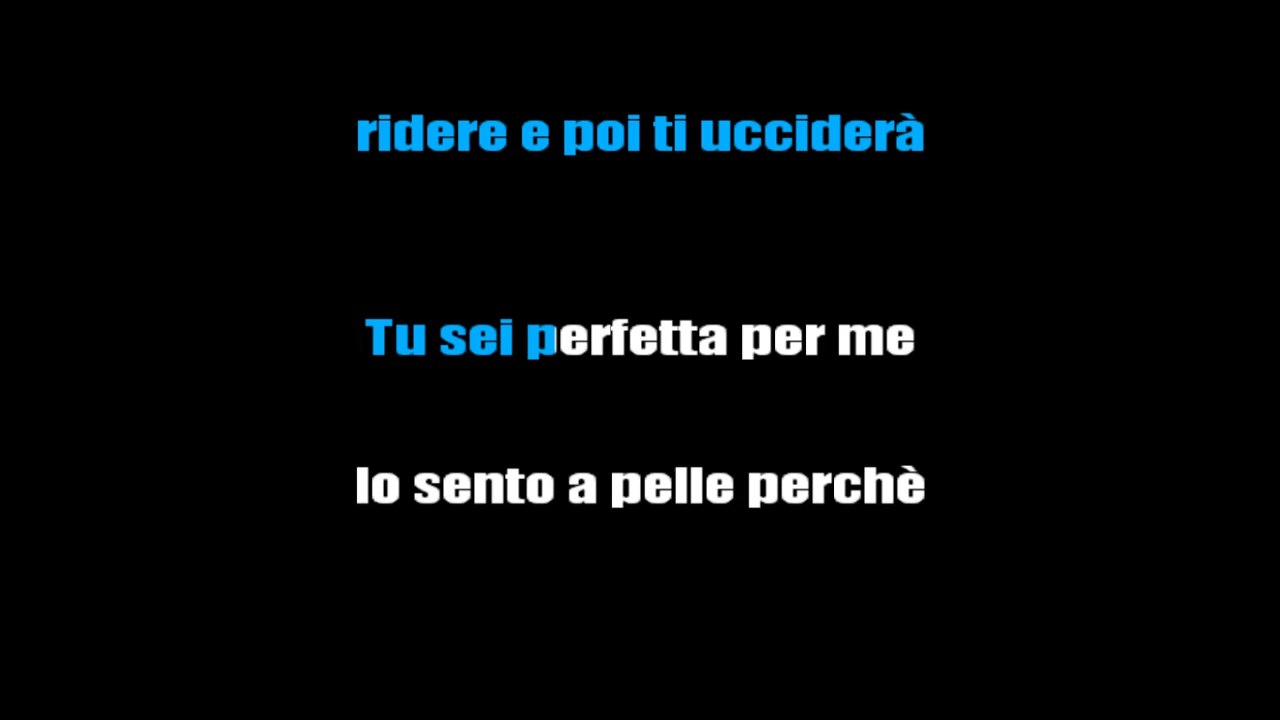 ridere e poi ti ucciderà
Tu sei perfetta per me
lo sento a pelle perchè